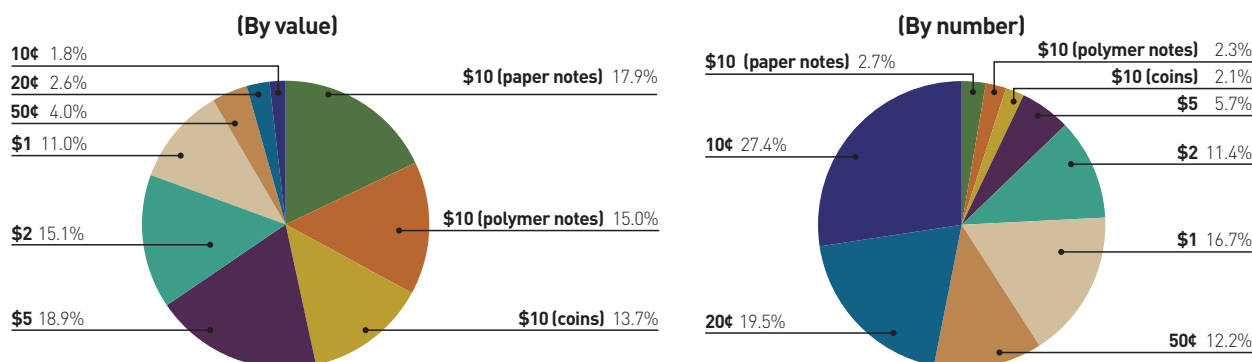 (By value)
10¢ 1.8%
20¢ 2.6%
50¢ 4.0%
$1 11.0%
$2 15.1%
$5 18.9%
$10 (paper notes) 17.9%
$10 (polymer notes) 15.0%
$10 (coins) 13.7%
(By number)
$10 (paper notes) 2.7%
10¢ 27.4%
20¢ 19.5%
$10 (polymer notes) 2.3%
$10 (coins) 2.1%
$5 5.7%
$2 11.4%
$1 16.7%
50¢ 12.2%